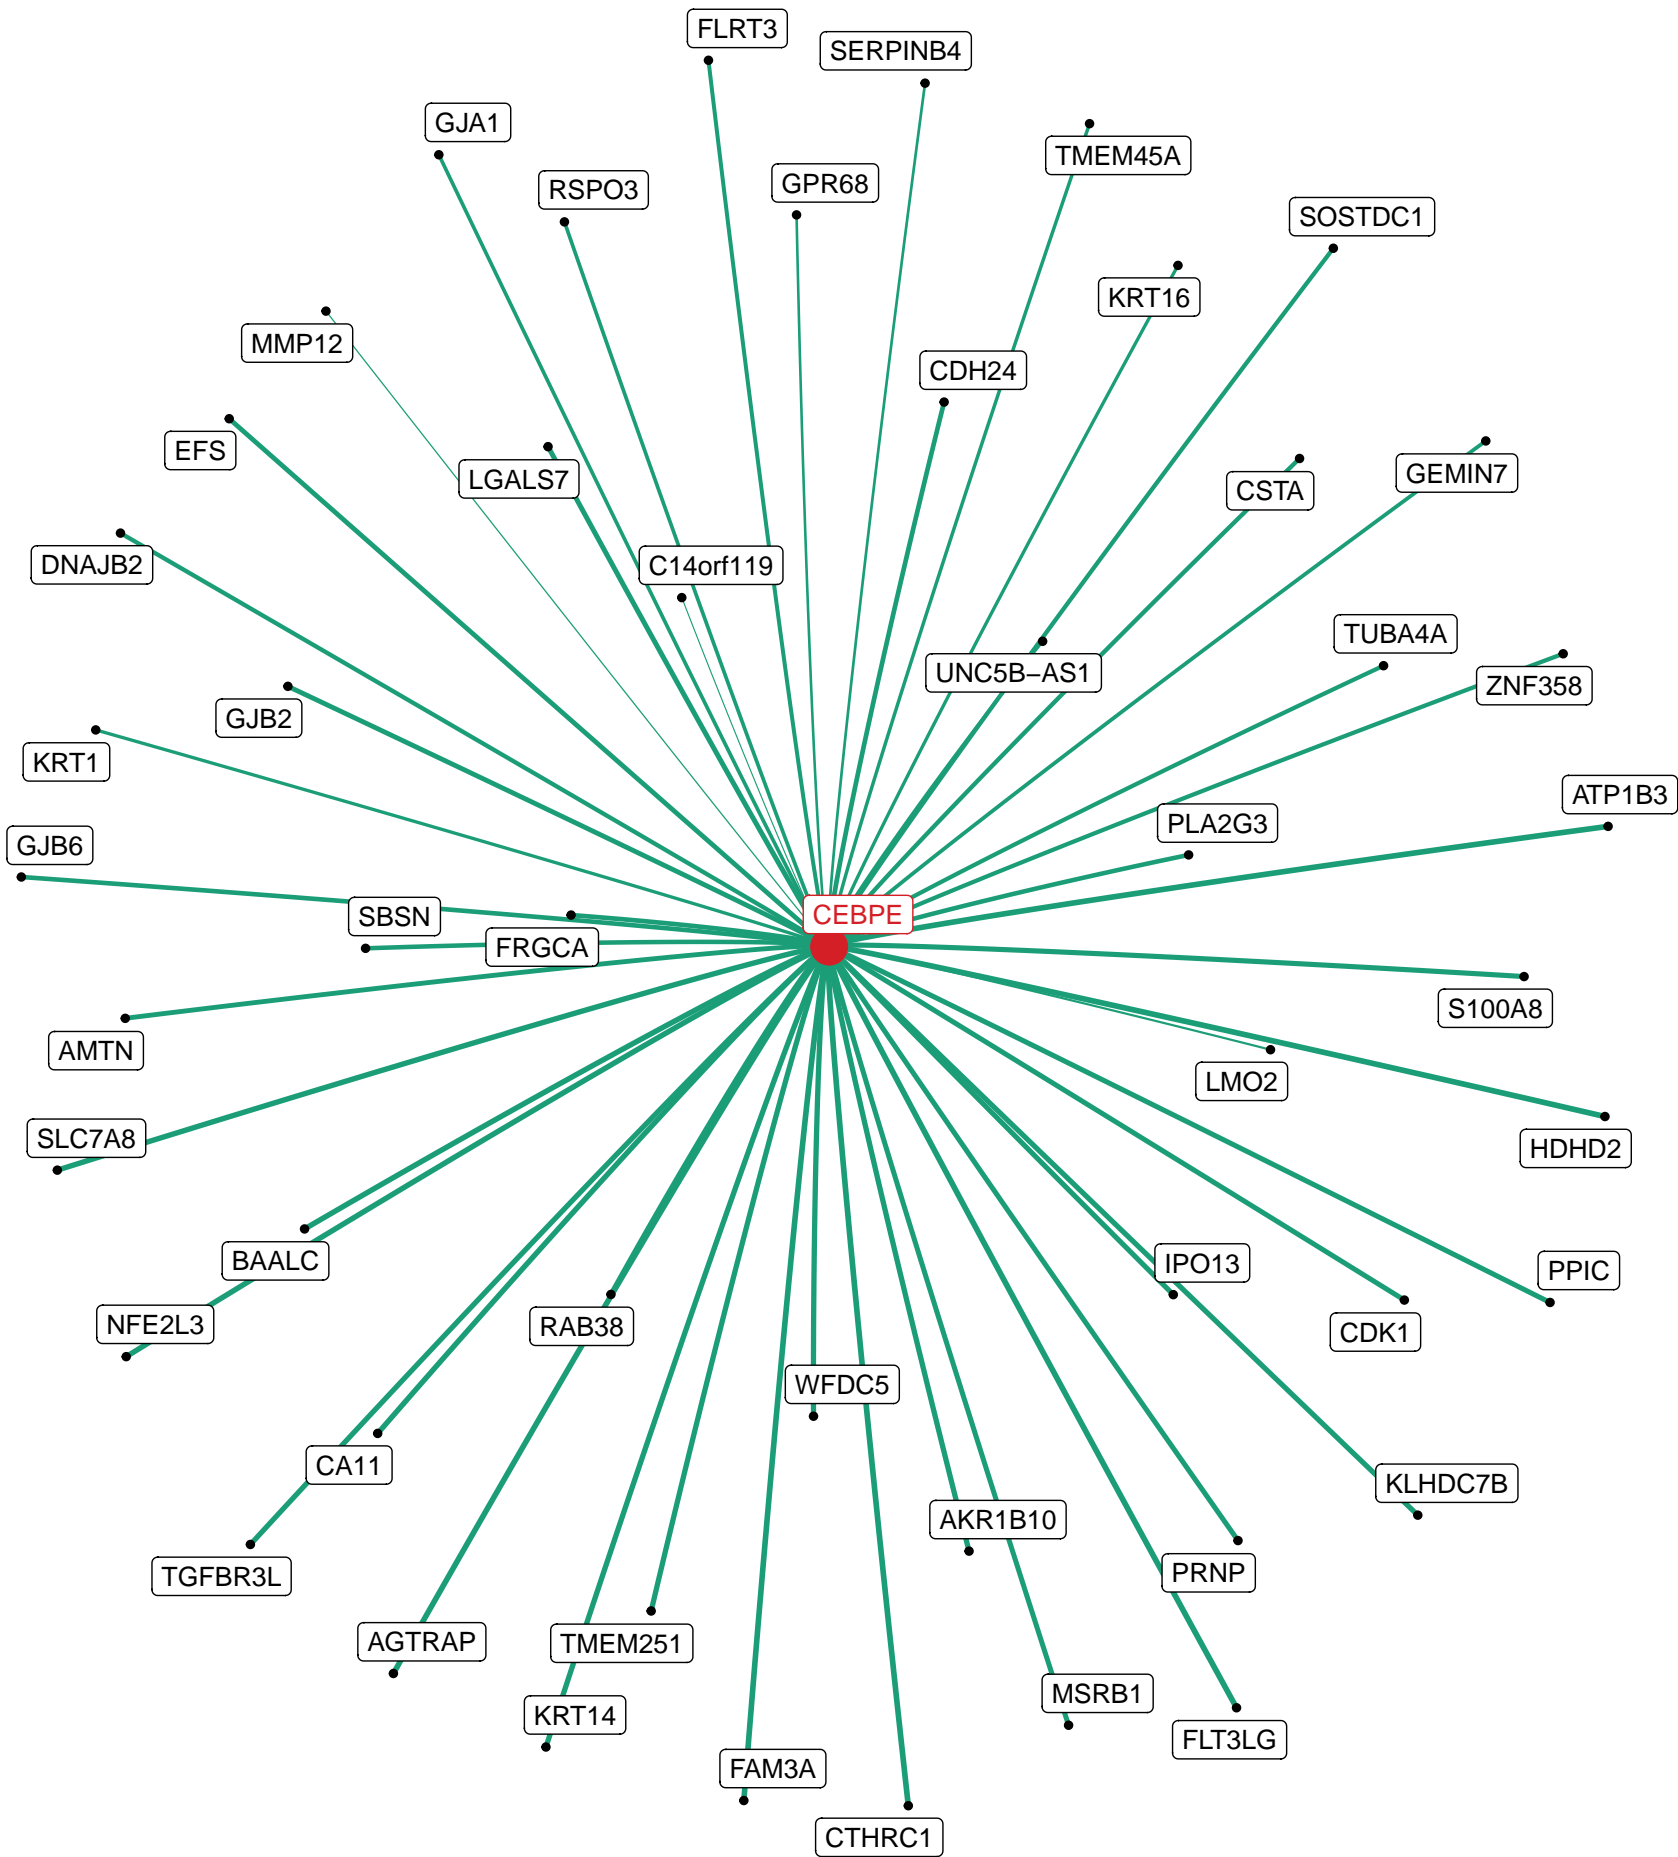 FLRT3
SERPINB4
GJA1
TMEM45A
GPR68
RSPO3
SOSTDC1
KRT16
MMP12
CDH24
EFS
GEMIN7
LGALS7
CSTA
DNAJB2
C14orf119
TUBA4A
UNC5B−AS1
ZNF358
GJB2
KRT1
ATP1B3
PLA2G3
GJB6
CEBPE
SBSN
FRGCA
S100A8
AMTN
LMO2
SLC7A8
HDHD2
BAALC
IPO13
PPIC
NFE2L3
RAB38
CDK1
WFDC5
CA11
KLHDC7B
AKR1B10
PRNP
TGFBR3L
AGTRAP
TMEM251
MSRB1
KRT14
FLT3LG
FAM3A
CTHRC1